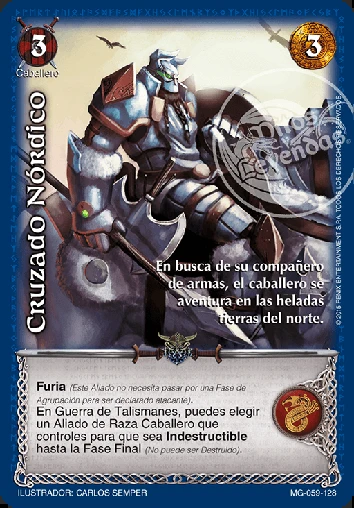 3
Caballero
3
Cruzado Nórdico
Mitos y Leyendas
En busca de su compañero
de armas, el caballero se
aventura en las heladas
tierras del norte.
Furia (Este Aliado no necesita pasar por una Fase de
Agrupación para ser declarado atacante).
En Guerra de Talismanes, puedes elegir
un Aliado de Raza Caballero que
controles para que sea Indestructible
hasta la Fase Final (No puede ser Destruido).
ILUSTRADOR: CARLOS SEMPER
MG-059-128